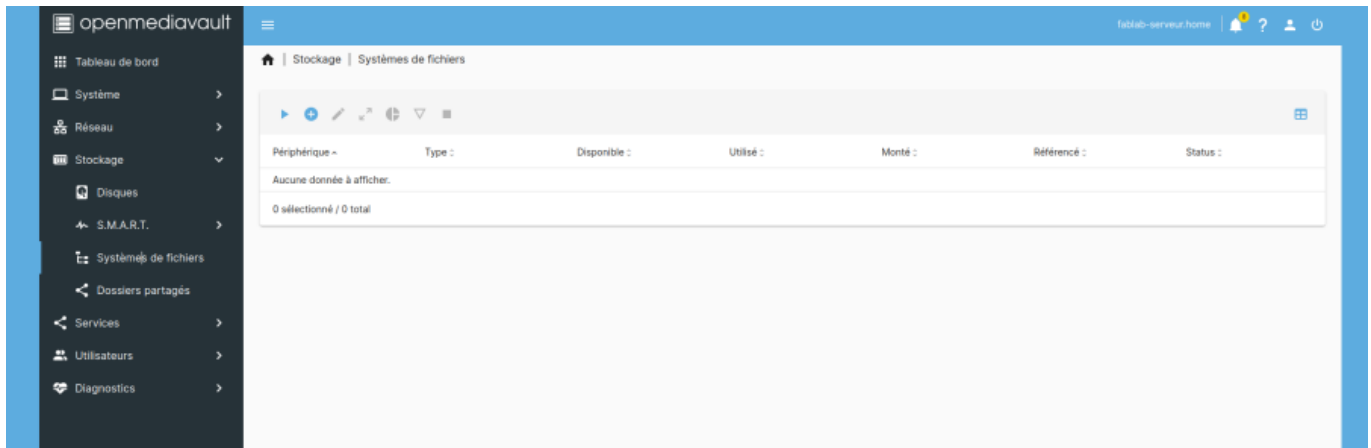 openmediavault
fablab-serveur.home
Tableau de bord
Stockage | Systèmes de fichiers
Système
Réseau
Stockage
Périphérique Type Disponible Utilisé Monté Référencé Status
Aucune donnée à afficher.
Disques
0 sélectionné / 0 total
S.M.A.R.T.
Systèmes de fichiers
Dossiers partagés
Services
Utilisateurs
Diagnostics